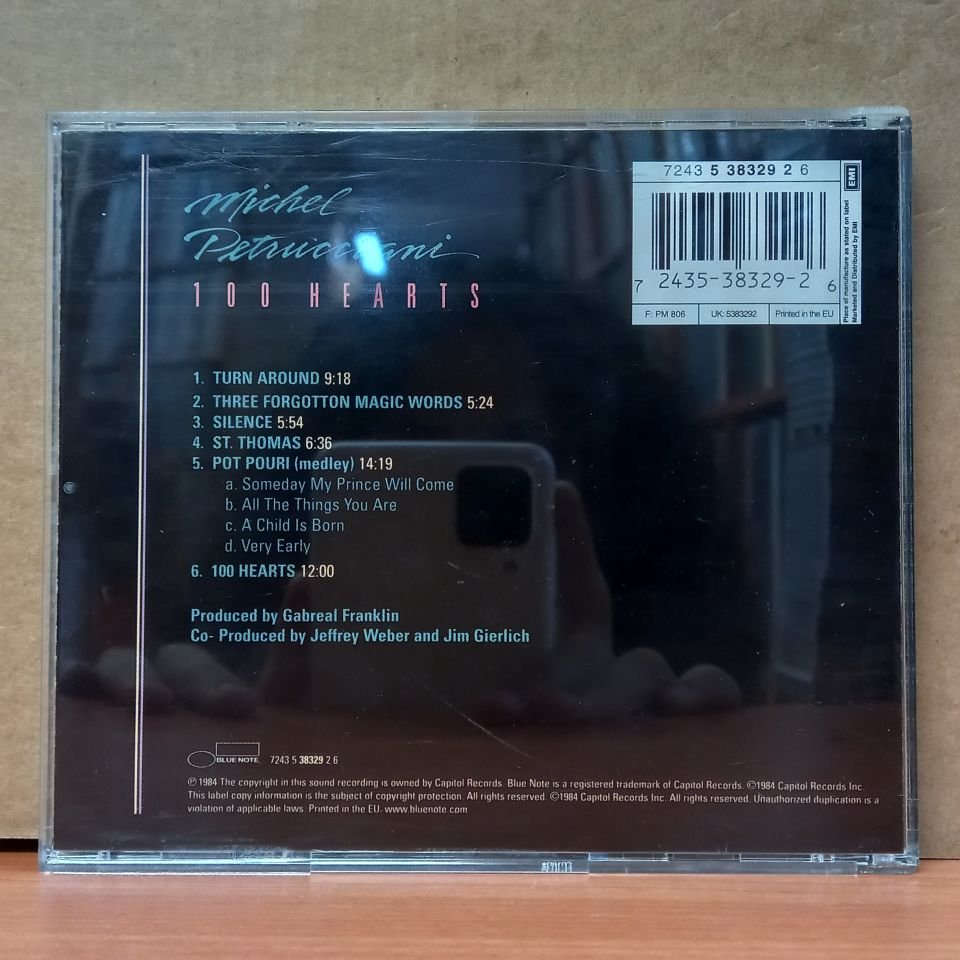 Michel
Petrucciani
100 HEARTS
7243 5 38329 2 6
EMI
7 2435-38329-2 6
F: PM 806
UK: 5383292
Printed in the EU
Place of manufacture as stated on label
Marketed and Distributed by EMI
1. TURN AROUND 9:18
2. THREE FORGOTTON MAGIC WORDS 5:24
3. SILENCE 5:54
4. ST. THOMAS 6:36
5. POT POURI (medley) 14:19
a. Someday My Prince Will Come
b. All The Things You Are
c. A Child Is Born
d. Very Early
6. 100 HEARTS 12:00
Produced by Gabreal Franklin
Co- Produced by Jeffrey Weber and Jim Gierlich
BLUE NOTE. 7243 5 38329 2 6
℗ 1984 The copyright in this sound recording is owned by Capitol Records. Blue Note is a registered trademark of Capitol Records. ©1984 Capitol Records Inc.
This label copy information is the subject of copyright protection. All rights reserved. ©1984 Capitol Records Inc. All rights reserved. Unauthorized duplication is a
violation of applicable laws. Printed in the EU. www.bluenote.com